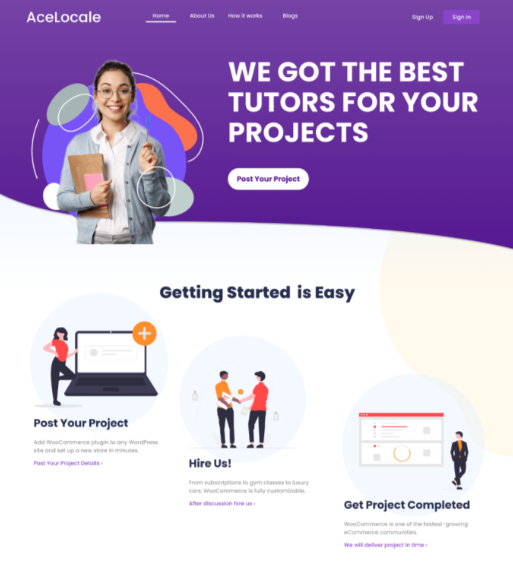 AceLocale
Home
About Us
How it works
Blogs
Sign Up
Sign in
WE GOT THE BEST
TUTORS FOR YOUR
PROJECTS
Post Your Project
Getting Started is Easy
Post Your Project
Add WooCommerce plugin to any WordPress
site and set up a new store in minutes.
Post Your Project Details ›
Hire Us!
From subscriptions to gym classes to luxury
cars, WooCommerce is fully customizable.
After discussion hire us ›
Get Project Completed
WooCommerce is one of the fastest-growing
eCommerce communities.
We will deliver project in time ›